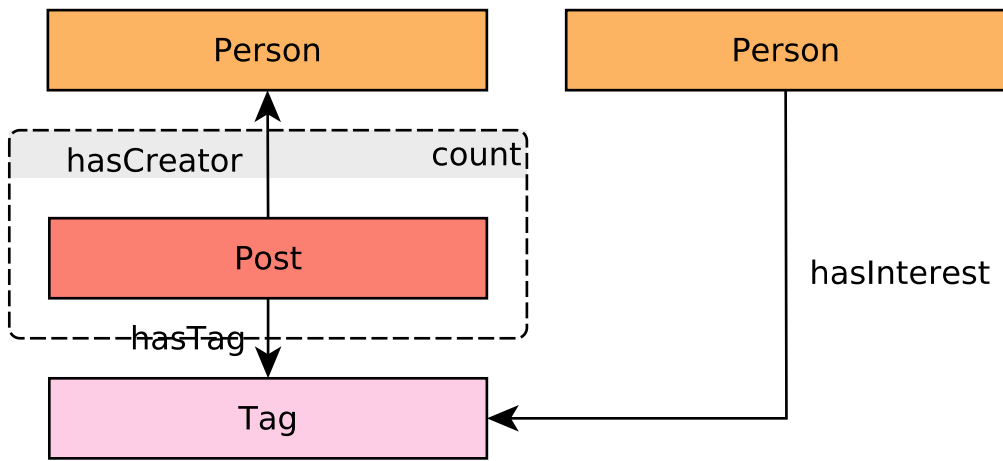 Person
Person
hasCreator
count
Post
hasInterest
hasTag
Tag